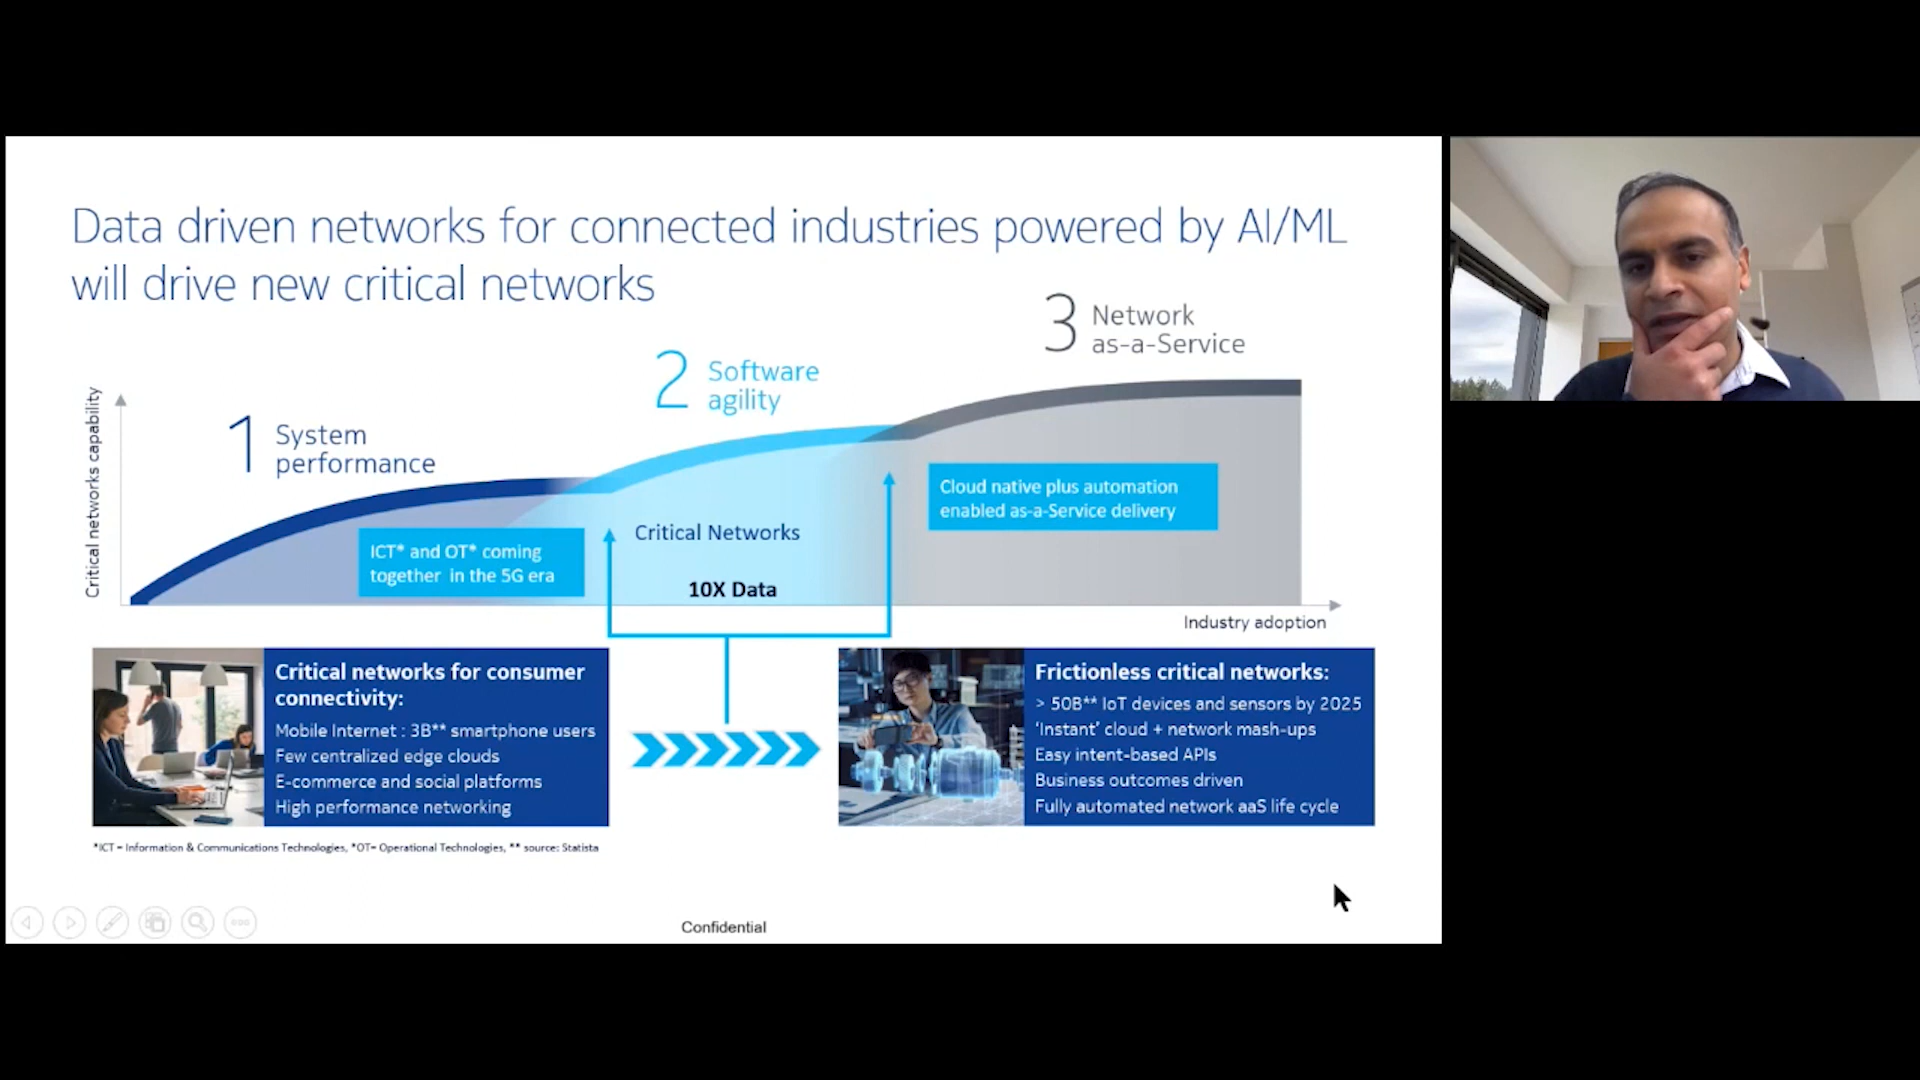 Data driven networks for connected industries powered by AI/ML
will drive new critical networks
3 Network
as-a-Service
2 Software
agility
1 System
performance
Critical networks capability
Cloud native plus automation
enabled as-a-Service delivery
Critical Networks
ICT* and OT* coming
together in the 5G era
10X Data
Industry adoption
Critical networks for consumer
connectivity:
Mobile Internet : 3B** smartphone users
Few centralized edge clouds
E-commerce and social platforms
High performance networking
Frictionless critical networks:
> 50B** IoT devices and sensors by 2025
‘Instant’ cloud + network mash-ups
Easy intent-based APIs
Business outcomes driven
Fully automated network aaS life cycle
*ICT = Information & Communications Technologies, *OT= Operational Technologies, ** source: Statista
Confidential